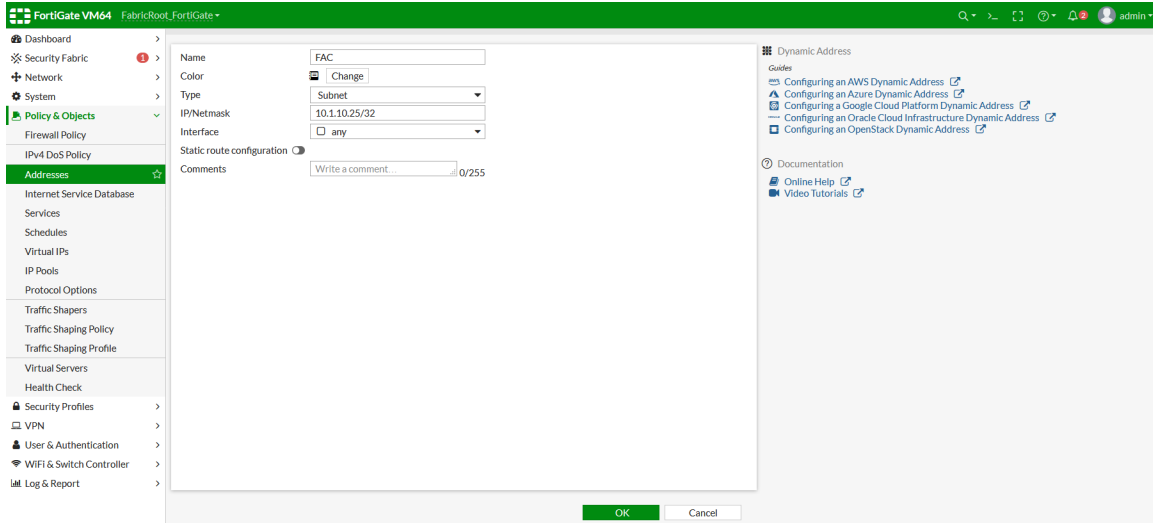 FortiGate VM64 FabricRoot_FortiGate
admin
2
Dashboard
Security Fabric 1
Network
System
Policy & Objects
Firewall Policy
IPv4 DoS Policy
Addresses
Internet Service Database
Services
Schedules
Virtual IPs
IP Pools
Protocol Options
Traffic Shapers
Traffic Shaping Policy
Traffic Shaping Profile
Virtual Servers
Health Check
Security Profiles
VPN
User & Authentication
WiFi & Switch Controller
Log & Report
Name FAC
Color Change
Type Subnet
IP/Netmask 10.1.10.25/32
Interface any
Static route configuration
Comments Write a comment... 0/255
OK Cancel
Dynamic Address
Guides
aws Configuring an AWS Dynamic Address
Configuring an Azure Dynamic Address
Configuring a Google Cloud Platform Dynamic Address
Configuring an Oracle Cloud Infrastructure Dynamic Address
Configuring an OpenStack Dynamic Address
Documentation
Online Help
Video Tutorials